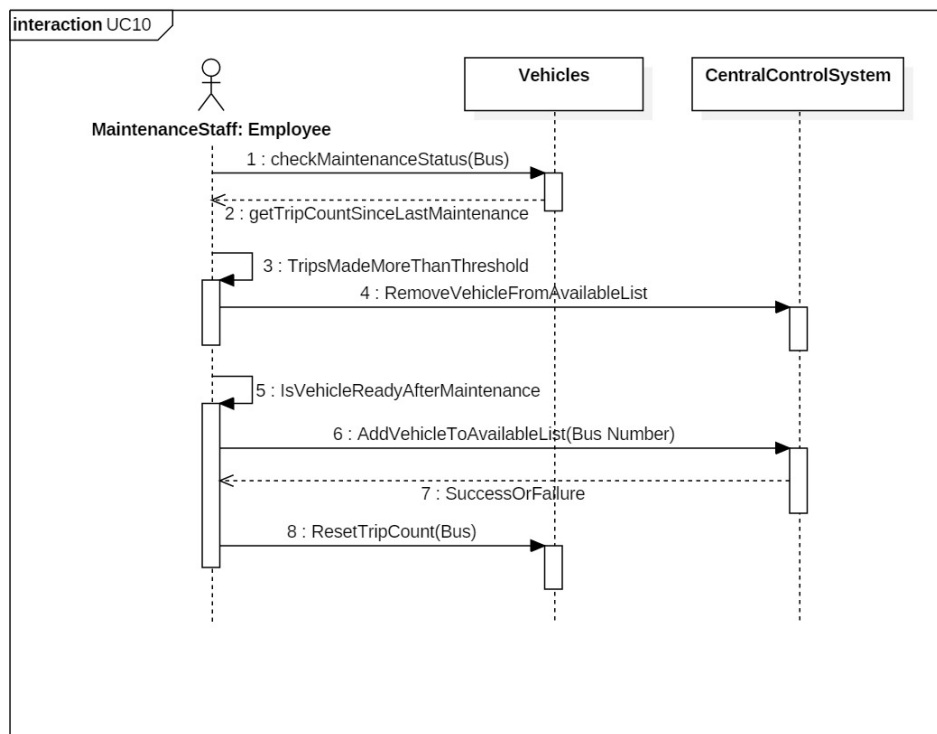 interaction UC10
Vehicles
CentralControlSystem
MaintenanceStaff: Employee
1 : checkMaintenanceStatus(Bus)
2 : getTripCountSinceLastMaintenance
3 : TripsMadeMoreThanThreshold
4 : RemoveVehicleFromAvailableList
5 : IsVehicleReadyAfterMaintenance
6 : AddVehicleToAvailableList(Bus Number)
7 : SuccessOrFailure
8 : ResetTripCount(Bus)